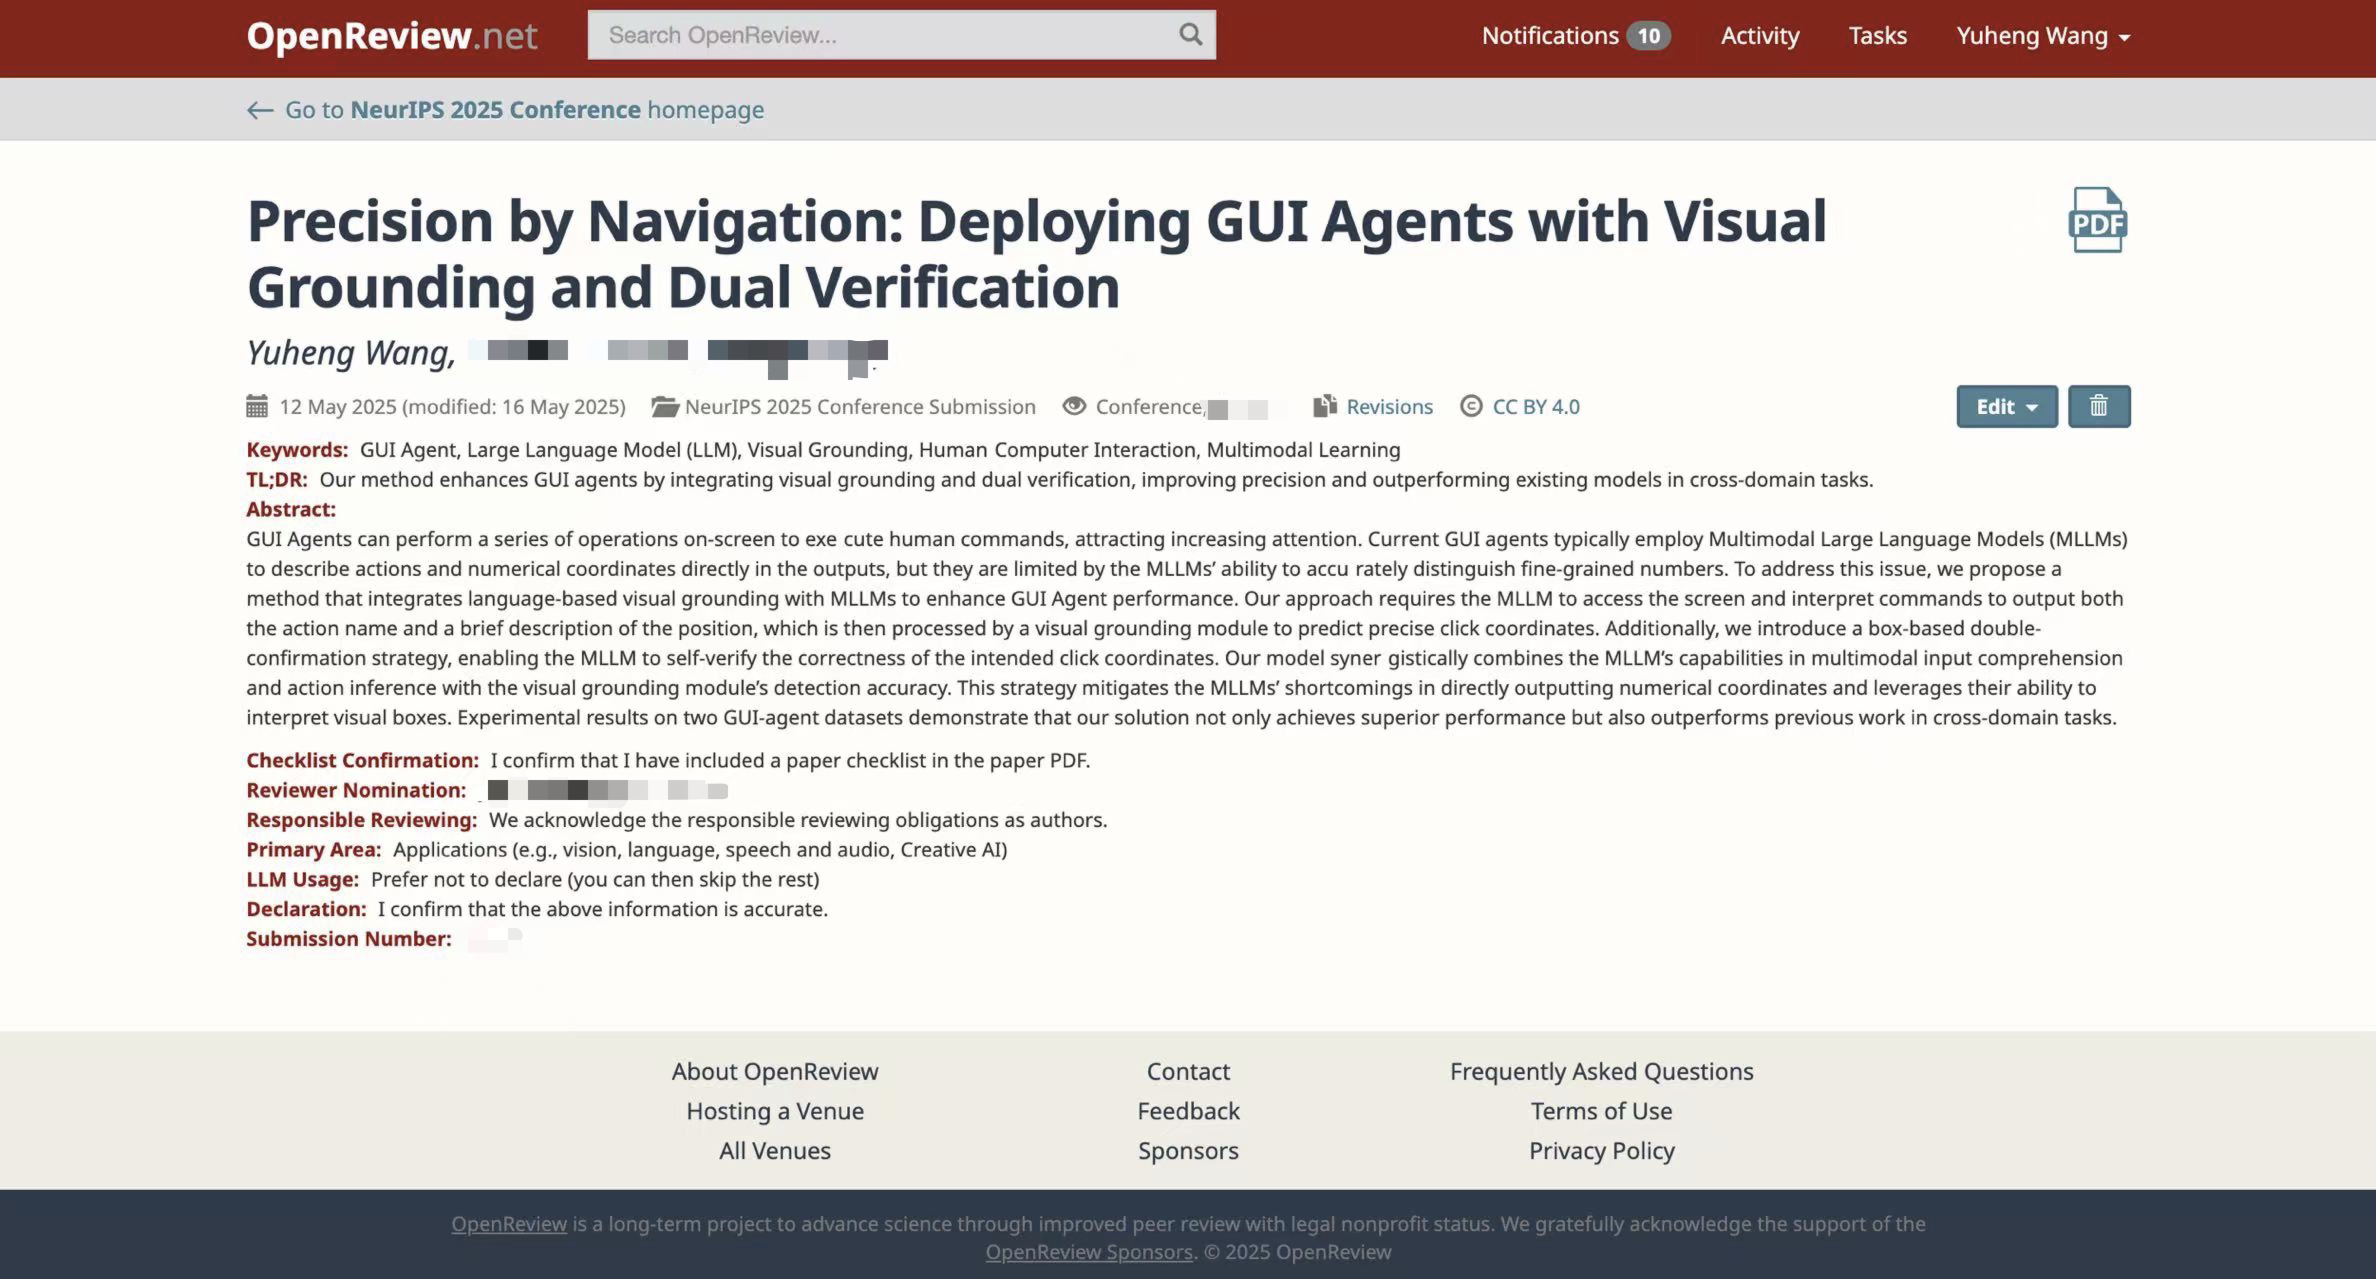 OpenReview.net Search OpenReview... Notifications 10 Activity Tasks Yuheng Wang
← Go to NeurIPS 2025 Conference homepage
Precision by Navigation: Deploying GUI Agents with Visual
Grounding and Dual Verification
PDF
Yuheng Wang,
12 May 2025 (modified: 16 May 2025) NeurIPS 2025 Conference Submission Conference, Revisions CC BY 4.0 Edit
Keywords: GUI Agent, Large Language Model (LLM), Visual Grounding, Human Computer Interaction, Multimodal Learning
TL;DR: Our method enhances GUI agents by integrating visual grounding and dual verification, improving precision and outperforming existing models in cross-domain tasks.
Abstract:
GUI Agents can perform a series of operations on-screen to exe cute human commands, attracting increasing attention. Current GUI agents typically employ Multimodal Large Language Models (MLLMs)
to describe actions and numerical coordinates directly in the outputs, but they are limited by the MLLMs’ ability to accu rately distinguish fine-grained numbers. To address this issue, we propose a
method that integrates language-based visual grounding with MLLMs to enhance GUI Agent performance. Our approach requires the MLLM to access the screen and interpret commands to output both
the action name and a brief description of the position, which is then processed by a visual grounding module to predict precise click coordinates. Additionally, we introduce a box-based double-
confirmation strategy, enabling the MLLM to self-verify the correctness of the intended click coordinates. Our model syner gistically combines the MLLM’s capabilities in multimodal input comprehension
and action inference with the visual grounding module’s detection accuracy. This strategy mitigates the MLLMs’ shortcomings in directly outputting numerical coordinates and leverages their ability to
interpret visual boxes. Experimental results on two GUI-agent datasets demonstrate that our solution not only achieves superior performance but also outperforms previous work in cross-domain tasks.
Checklist Confirmation: I confirm that I have included a paper checklist in the paper PDF.
Reviewer Nomination:
Responsible Reviewing: We acknowledge the responsible reviewing obligations as authors.
Primary Area: Applications (e.g., vision, language, speech and audio, Creative AI)
LLM Usage: Prefer not to declare (you can then skip the rest)
Declaration: I confirm that the above information is accurate.
Submission Number:
About OpenReview Contact Frequently Asked Questions
Hosting a Venue Feedback Terms of Use
All Venues Sponsors Privacy Policy
OpenReview is a long-term project to advance science through improved peer review with legal nonprofit status. We gratefully acknowledge the support of the
OpenReview Sponsors. © 2025 OpenReview